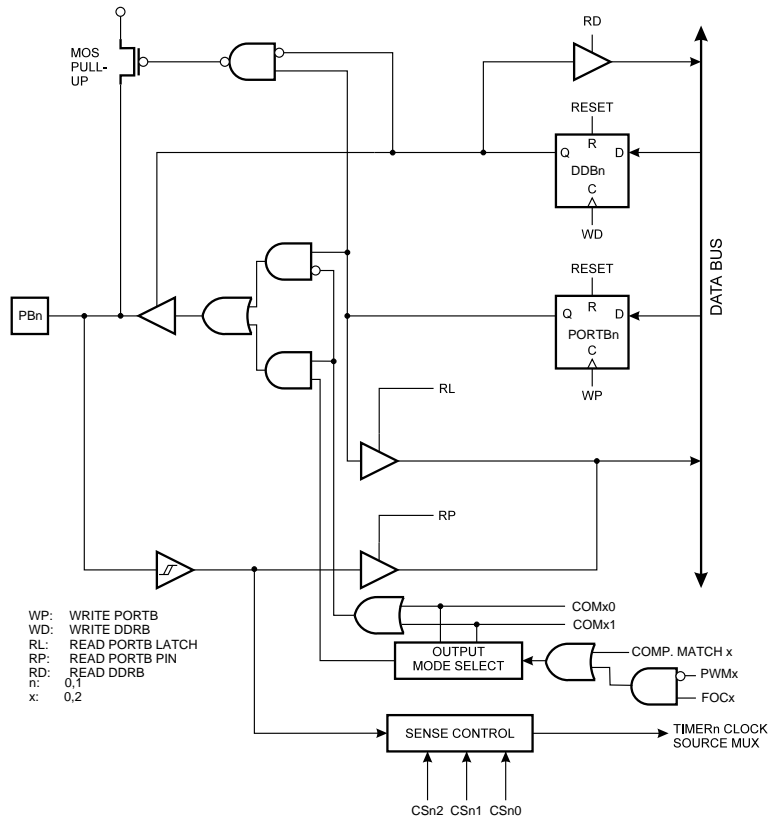 RD
MOS
PULL-
UP
RESET
R
Q
D
DDBn
C
WD
RESET
R
PBn
Q
D
PORTBn
C
WP
DATA BUS
RL
RP
WP: WRITE PORTB
WD: WRITE DDRB
RL: READ PORTB LATCH
RP: READ PORTB PIN
RD: READ DDRB
n: 0,1
x: 0,2
COMx0
COMx1
OUTPUT
MODE SELECT
COMP. MATCH x
PWMx
FOCx
SENSE CONTROL
TIMERn CLOCK
SOURCE MUX
CSn2 CSn1 CSn0